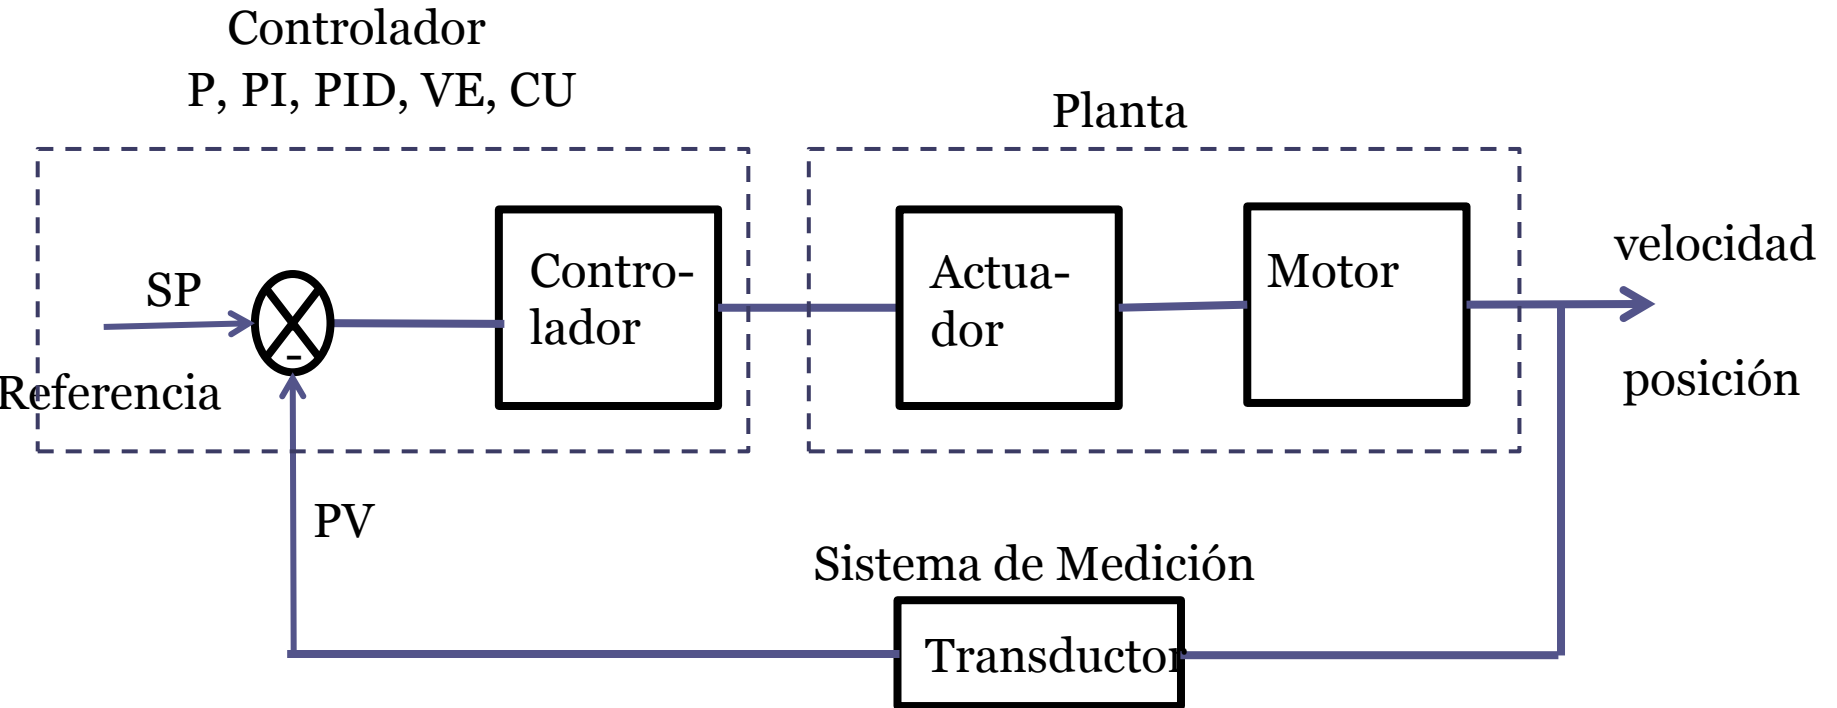 Controlador
P, PI, PID, VE, CU
Planta
SP
Referencia
-
Contro-
lador
Actua-
dor
Motor
velocidad
posición
PV
Sistema de Medición
Transductor